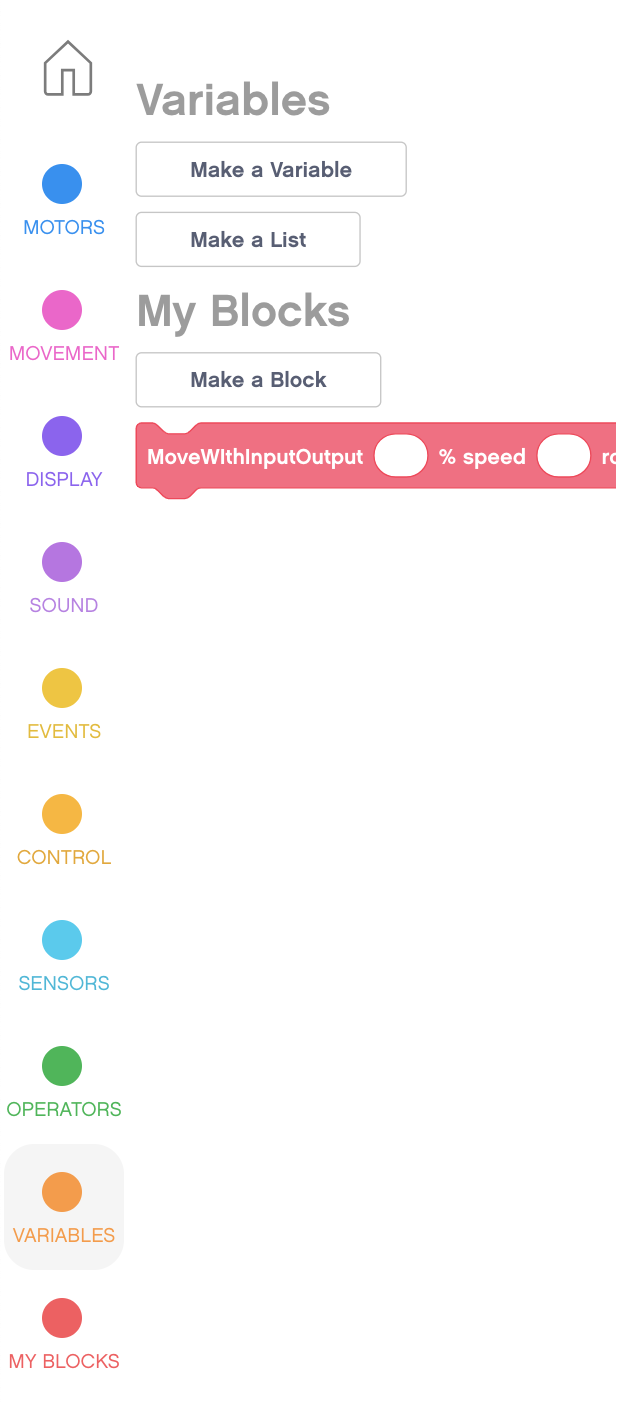 Variables
Make a Variable
Make a List
My Blocks
Make a Block
MoveWIthInputOutput % speed
MOTORS
MOVEMENT
DISPLAY
SOUND
EVENTS
CONTROL
SENSORS
OPERATORS
VARIABLES
MY BLOCKS